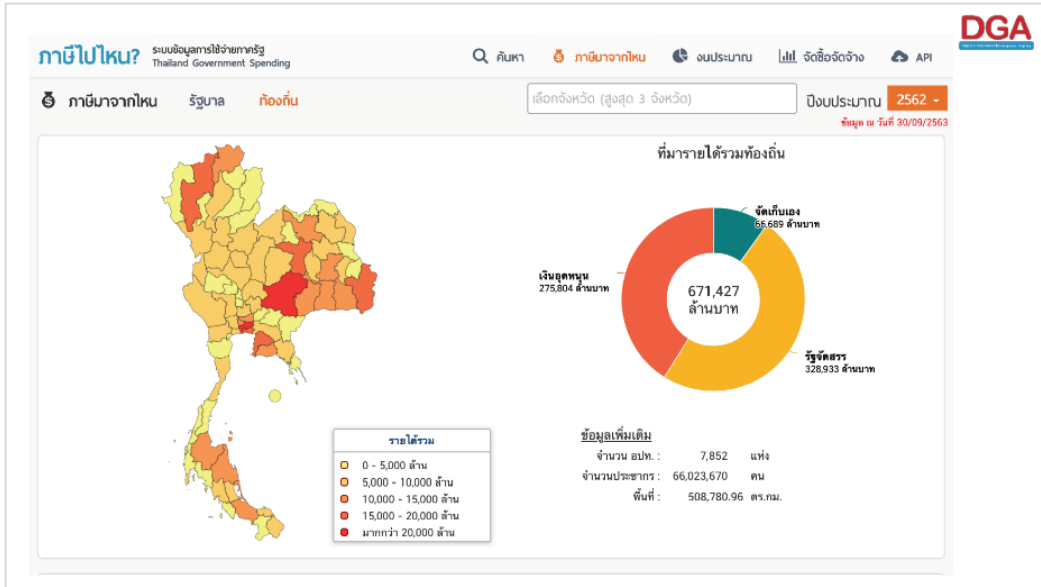 DGA
ภาษีไปไหน?
ระบบข้อมูลการใช้จ่ายภาครัฐ
Thailand Government Spending
ค้นหา
ภาษีมาจากไหน
งบประมาณ
จัดซื้อจัดจ้าง
API
ภาษีมาจากไหน
รัฐบาล
ท้องถิ่น
เลือกจังหวัด (สูงสุด 3 จังหวัด)
ปีงบประมาณ
2562
ข้อมูล ณ วันที่ 30/09/2563
ที่มารายได้รวมท้องถิ่น
จัดเก็บเอง
66,689 ล้านบาท
เงินอุดหนุน
275,804 ล้านบาท
671,427
ล้านบาท
รัฐจัดสรร
328,933 ล้านบาท
รายได้รวม
0 - 5,000 ล้าน
5,000 - 10,000 ล้าน
10,000 - 15,000 ล้าน
15,000 - 20,000 ล้าน
มากกว่า 20,000 ล้าน
ข้อมูลเพิ่มเติม
จำนวน อปท. : 7,852 แห่ง
จำนวนประชากร : 66,023,670 คน
พื้นที่ : 508,780.96 ตร.กม.